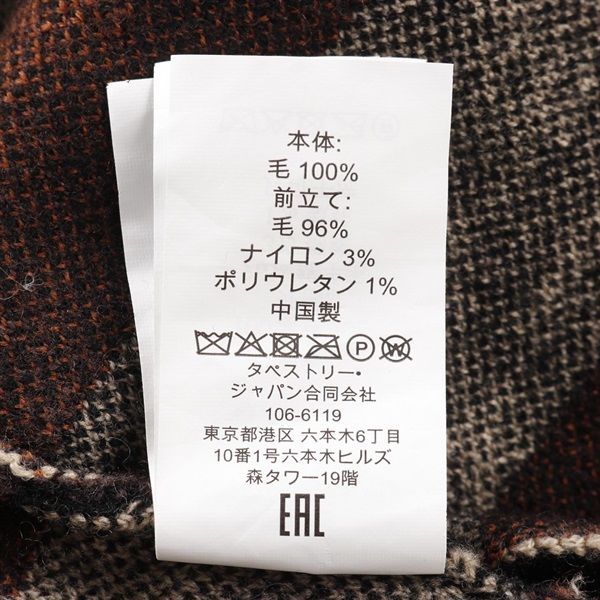 本体:
毛 100%
前立て:
毛 96%
ナイロン 3%
ポリウレタン 1%
中国製
P W
タペストリー・
ジャパン合同会社
106-6119
東京都港区 六本木6丁目
10番1号六本木ヒルズ
森タワー19階
EAC